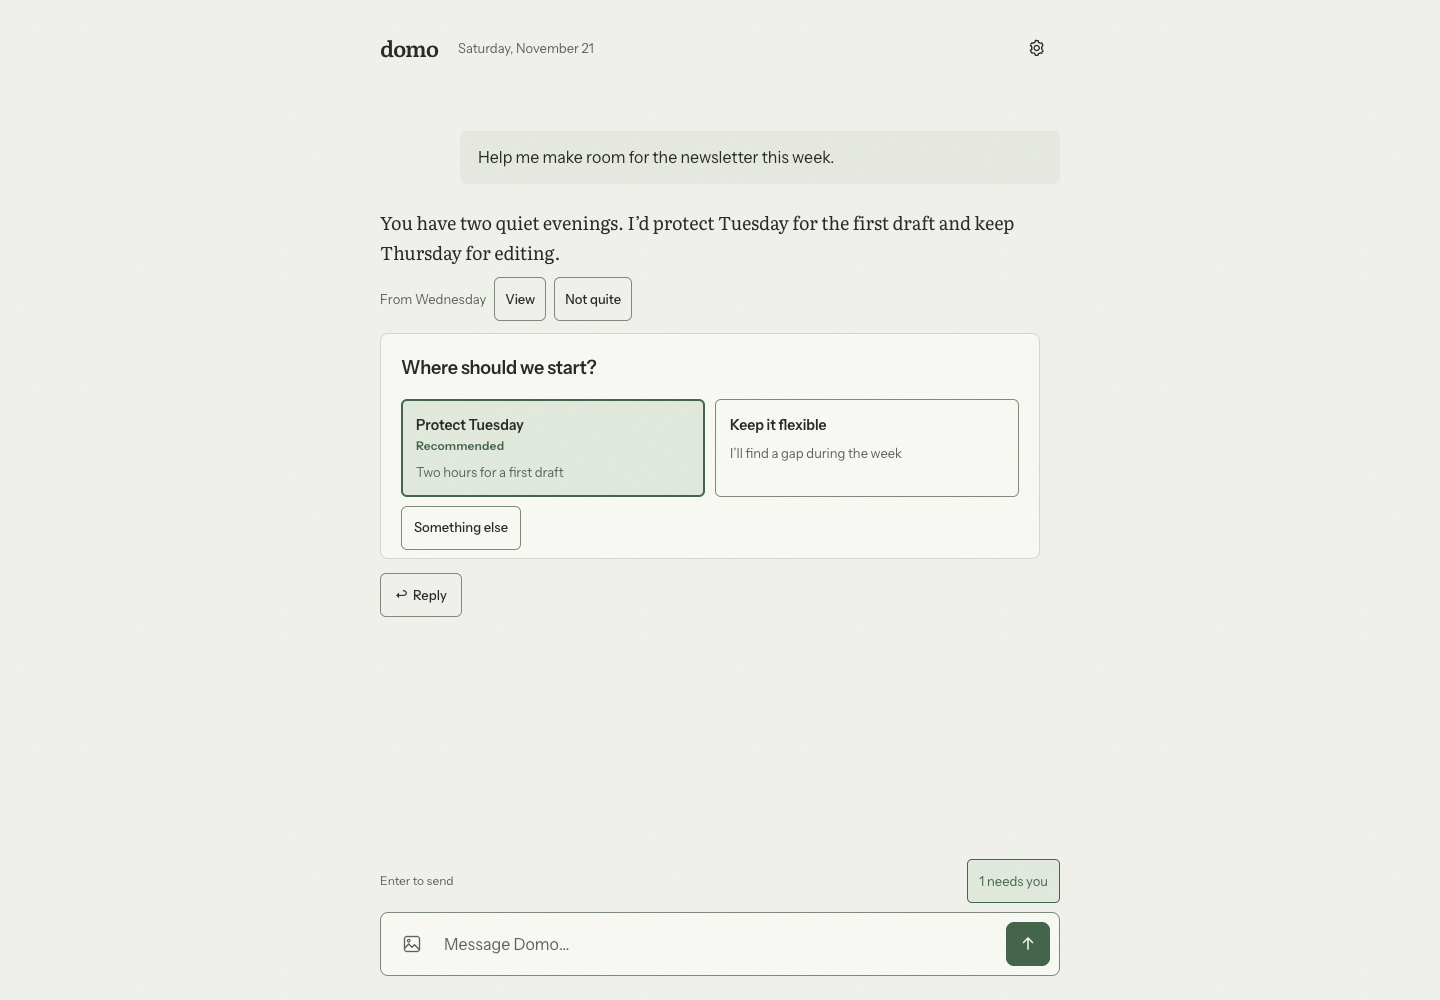 domo
Saturday, November 21
Help me make room for the newsletter this week.
You have two quiet evenings. I’d protect Tuesday for the first draft and keep
Thursday for editing.
From Wednesday
View
Not quite
Where should we start?
Protect Tuesday
Recommended
Two hours for a first draft
Keep it flexible
I’ll find a gap during the week
Something else
Reply
Enter to send
1 needs you
Message Domo…